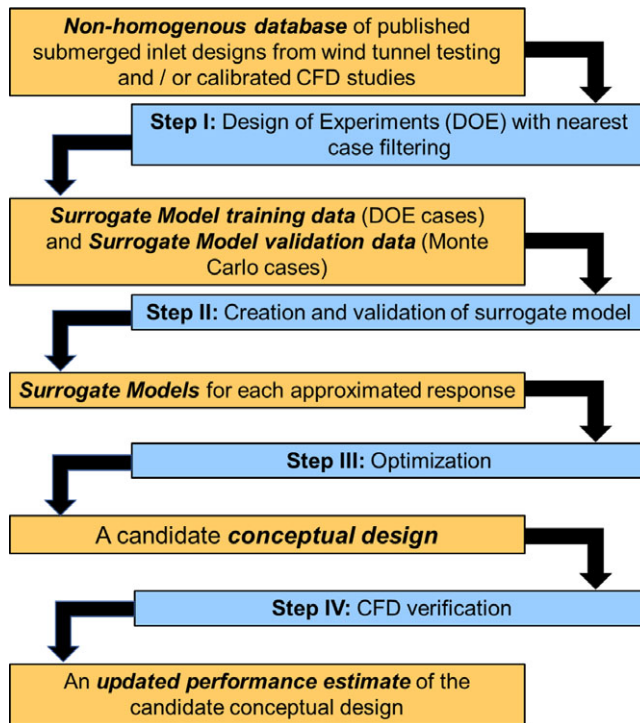 Non-homogenous database of published
submerged inlet designs from wind tunnel testing
and / or calibrated CFD studies
Step I: Design of Experiments (DOE) with nearest
case filtering
Surrogate Model training data (DOE cases)
and Surrogate Model validation data (Monte
Carlo cases)
Step II: Creation and validation of surrogate model
Surrogate Models for each approximated response
Step III: Optimization
A candidate conceptual design
Step IV: CFD verification
An updated performance estimate of the
candidate conceptual design